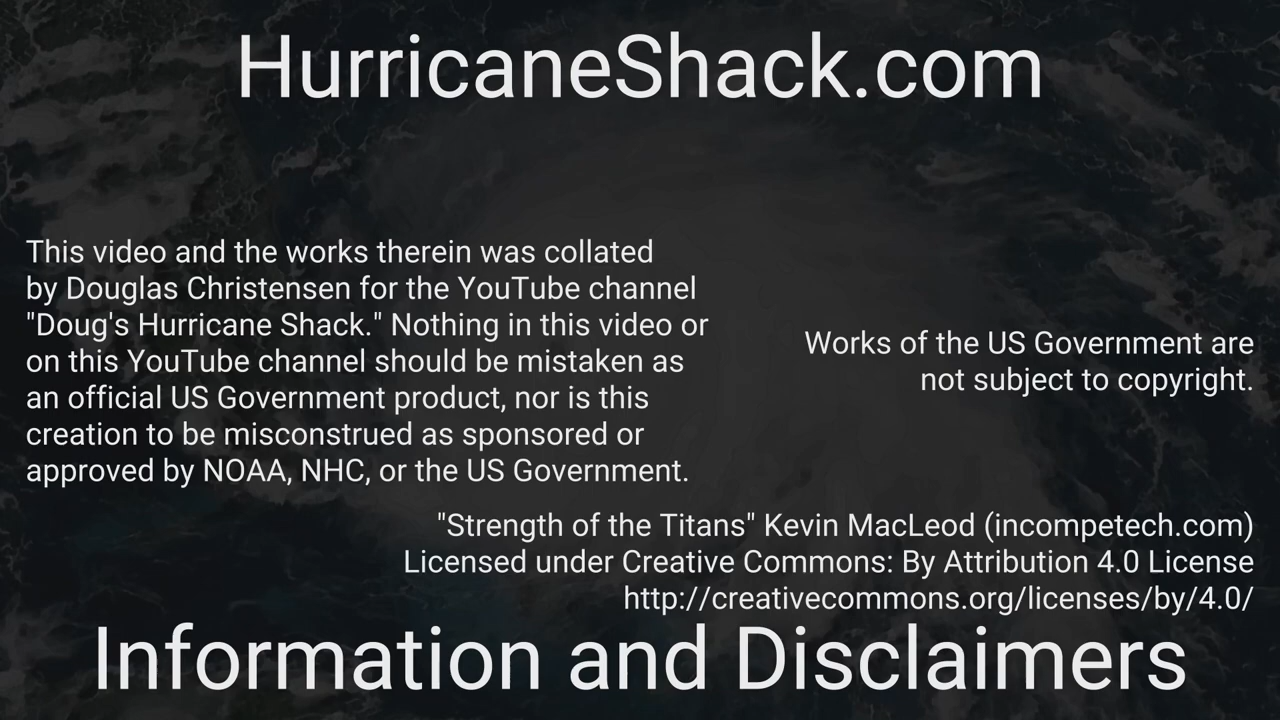 HurricaneShack.com
This video and the works therein was collated
by Douglas Christensen for the YouTube channel
"Doug's Hurricane Shack." Nothing in this video or
on this YouTube channel should be mistaken as
an official US Government product, nor is this
creation to be misconstrued as sponsored or
approved by NOAA, NHC, or the US Government.
Works of the US Government are
not subject to copyright.
"Strength of the Titans" Kevin MacLeod (incompetech.com)
Licensed under Creative Commons: By Attribution 4.0 License
http://creativecommons.org/licenses/by/4.0/
Information and Disclaimers